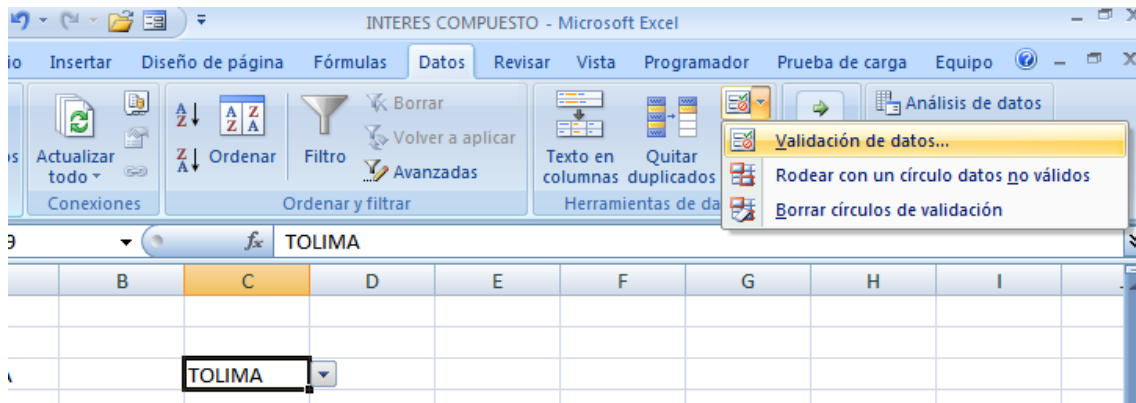 INTERES COMPUESTO - Microsoft Excel
Insertar Diseño de página Fórmulas Datos Revisar Vista Programador Prueba de carga Equipo
Borrar
Análisis de datos
Volver a aplicar
Validación de datos...
Actualizar todo
Ordenar
Filtro
Avanzadas
Texto en columnas
Quitar duplicados
Rodear con un círculo datos no válidos
Conexiones
Ordenar y filtrar
Herramientas de da
Borrar círculos de validación
9 fx TOLIMA
B C D E F G H I
TOLIMA